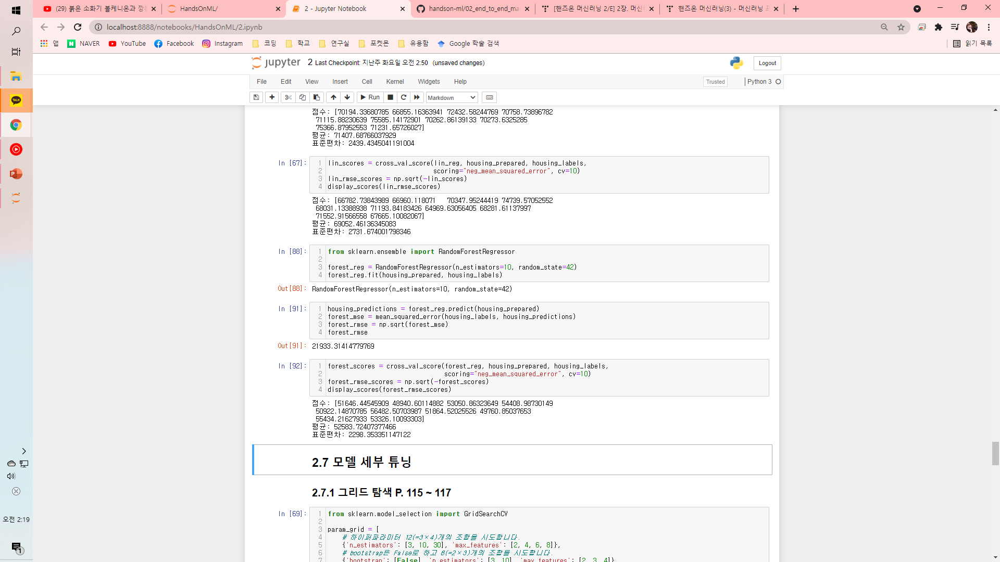 (29) 붉은 소화기 볼케니온과 깡
HandsOnML/
2 - Jupyter Notebook
handson-ml/02_end_to_end_ma
[핸즈온 머신러닝 2/E] 2장. 머신
핸즈온 머신러닝(3) - 머신러닝 프
localhost:8888/notebooks/HandsOnML/2.ipynb
앱
NAVER
YouTube
Facebook
Instagram
코딩
학교
연구실
포켓몬
유용함
Google 학술 검색
읽기 목록
jupyter 2 Last Checkpoint: 지난주 화요일 오전 2:50 (unsaved changes)
Logout
File Edit View Insert Cell Kernel Widgets Help
Trusted
Python 3
Run
Markdown
점수: [70194.33680785 66855.16363941 72432.58244769 70758.73896782
71115.88230639 75585.14172901 70262.86139133 70273.6325285
75366.87952553 71231.65726027]
평균: 71407.68766037929
표준편차: 2439.4345041191004
In [67]:
1 lin_scores = cross_val_score(lin_reg, housing_prepared, housing_labels,
2 scoring="neg_mean_squared_error", cv=10)
3 lin_rmse_scores = np.sqrt(-lin_scores)
4 display_scores(lin_rmse_scores)
점수: [66782.73843989 66960.118071 70347.95244419 74739.57052552
68031.13388938 71193.84183426 64969.63056405 68281.61137997
71552.91566558 67665.10082067]
평균: 69052.46136345083
표준편차: 2731.674001798346
In [88]:
1 from sklearn.ensemble import RandomForestRegressor
2
3 forest_reg = RandomForestRegressor(n_estimators=10, random_state=42)
4 forest_reg.fit(housing_prepared, housing_labels)
Out[88]: RandomForestRegressor(n_estimators=10, random_state=42)
In [91]:
1 housing_predictions = forest_reg.predict(housing_prepared)
2 forest_mse = mean_squared_error(housing_labels, housing_predictions)
3 forest_rmse = np.sqrt(forest_mse)
4 forest_rmse
Out[91]: 21933.31414779769
In [92]:
1 forest_scores = cross_val_score(forest_reg, housing_prepared, housing_labels,
2 scoring="neg_mean_squared_error", cv=10)
3 forest_rmse_scores = np.sqrt(-forest_scores)
4 display_scores(forest_rmse_scores)
점수: [51646.44545909 48940.60114882 53050.86323649 54408.98730149
50922.14870785 56482.50703987 51864.52025526 49760.85037653
55434.21627933 53326.10093303]
평균: 52583.72407377466
표준편차: 2298.353351147122
2.7 모델 세부 튜닝
2.7.1 그리드 탐색 P. 115 ~ 117
In [69]:
1 from sklearn.model_selection import GridSearchCV
2
3 param_grid = [
4 # 하이퍼파라미터 12(=3×4)개의 조합을 시도합니다.
5 {'n_estimators': [3, 10, 30], 'max_features': [2, 4, 6, 8]},
6 # bootstrap은 False로 하고 6(=2×3)개의 조합을 시도합니다.
7 {'bootstrap': [False], 'n_estimators': [3, 10], 'max_features': [2, 3, 4]}
TALK
P
오전 2:19
1